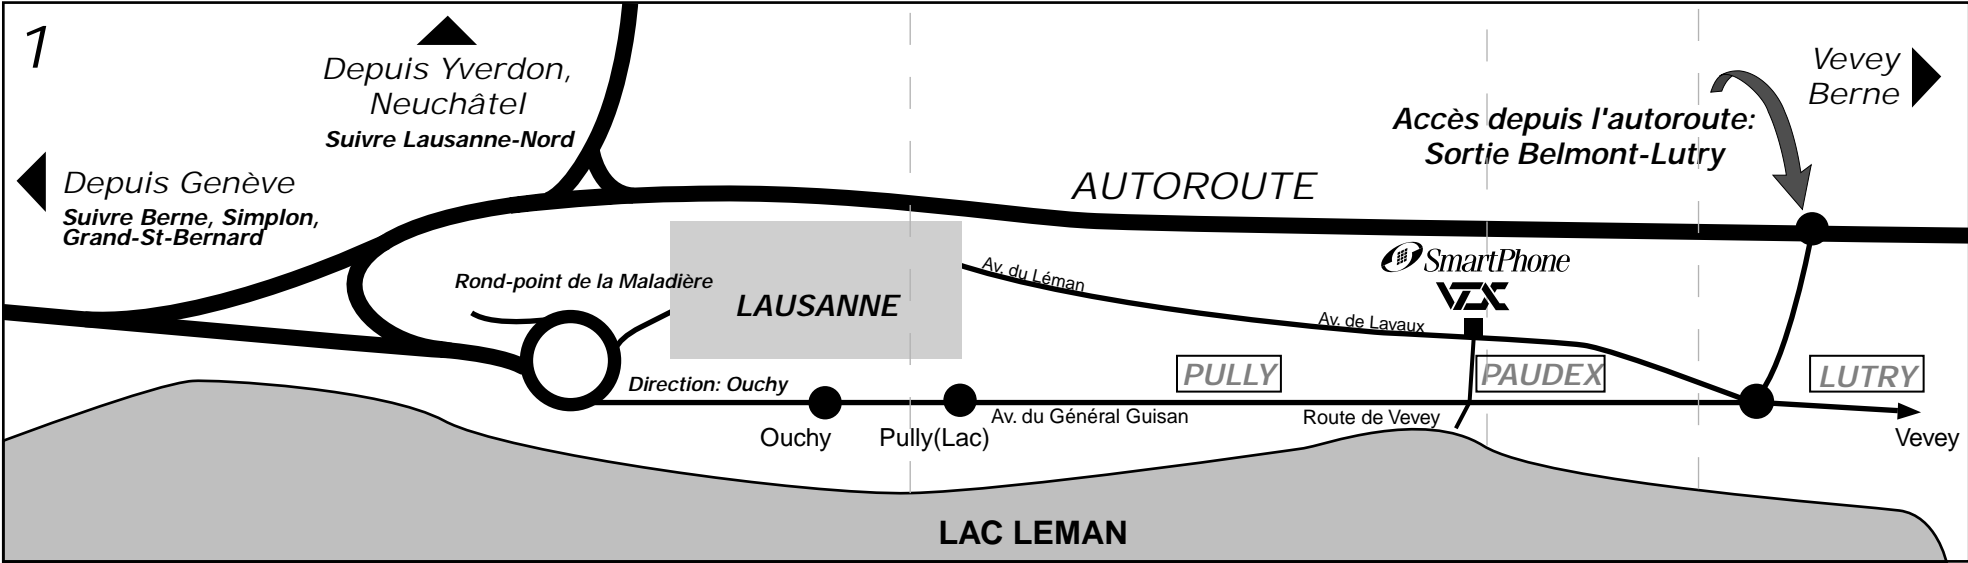 1
Depuis Yverdon,
Neuchâtel
Suivre Lausanne-Nord
Vevey
Berne
Accès depuis l'autoroute:
Sortie Belmont-Lutry
Depuis Genève
Suivre Berne, Simplon,
Grand-St-Bernard
AUTOROUTE
SmartPhone
VTX
Rond-point de la Maladière
LAUSANNE
Av. du Léman
Av. de Lavaux
PULLY
PAUDEX
LUTRY
Direction: Ouchy
Av. du Général Guisan
Route de Vevey
Ouchy
Pully(Lac)
Vevey
LAC LEMAN